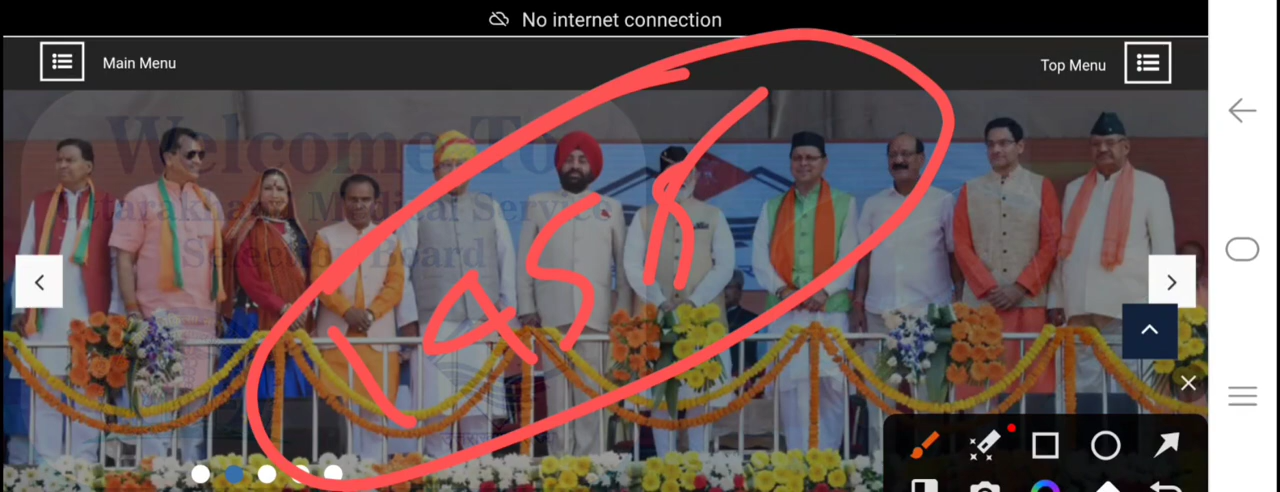 No internet connection
Main Menu
Top Menu
Welcome To
Uttarakhand Medical Service
Selection Board
1458